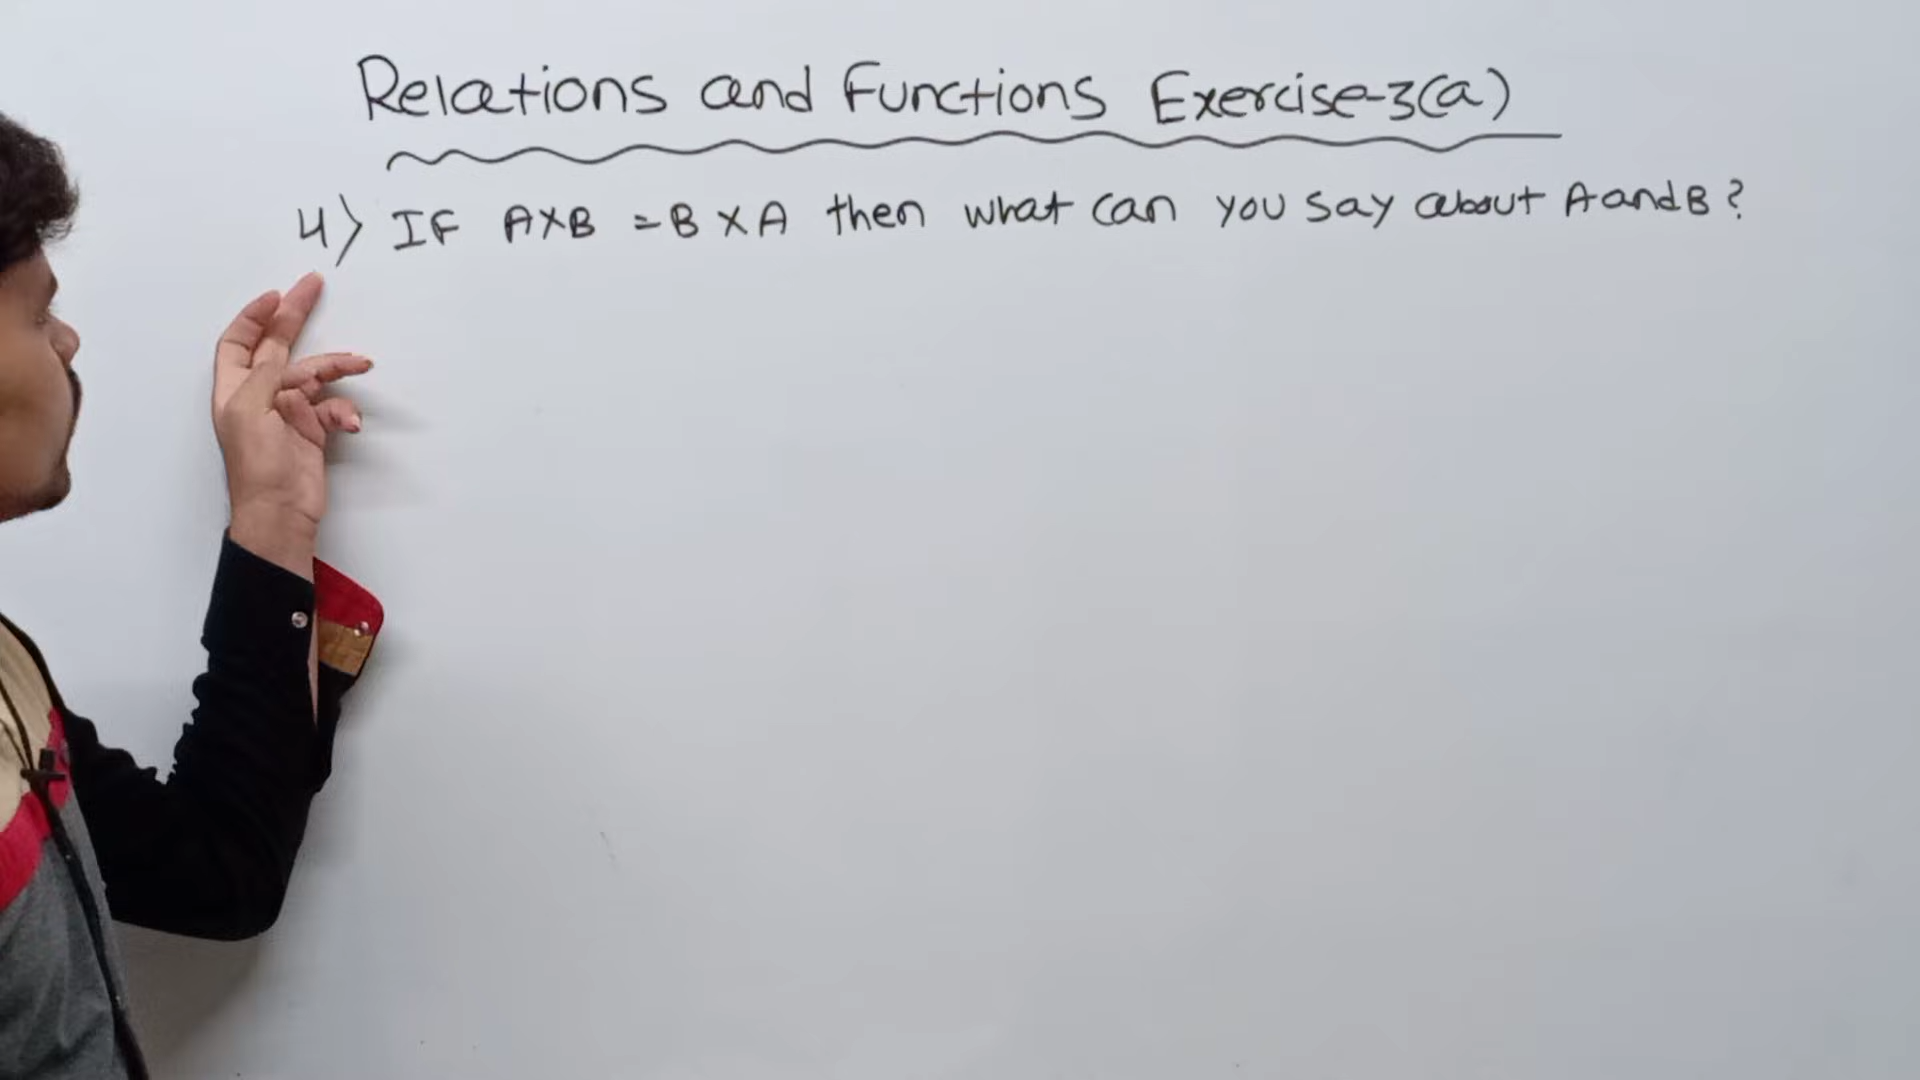 Relations and Functions Exercise-3(a)
4) IF A×B = B×A then what can you say about A and B?